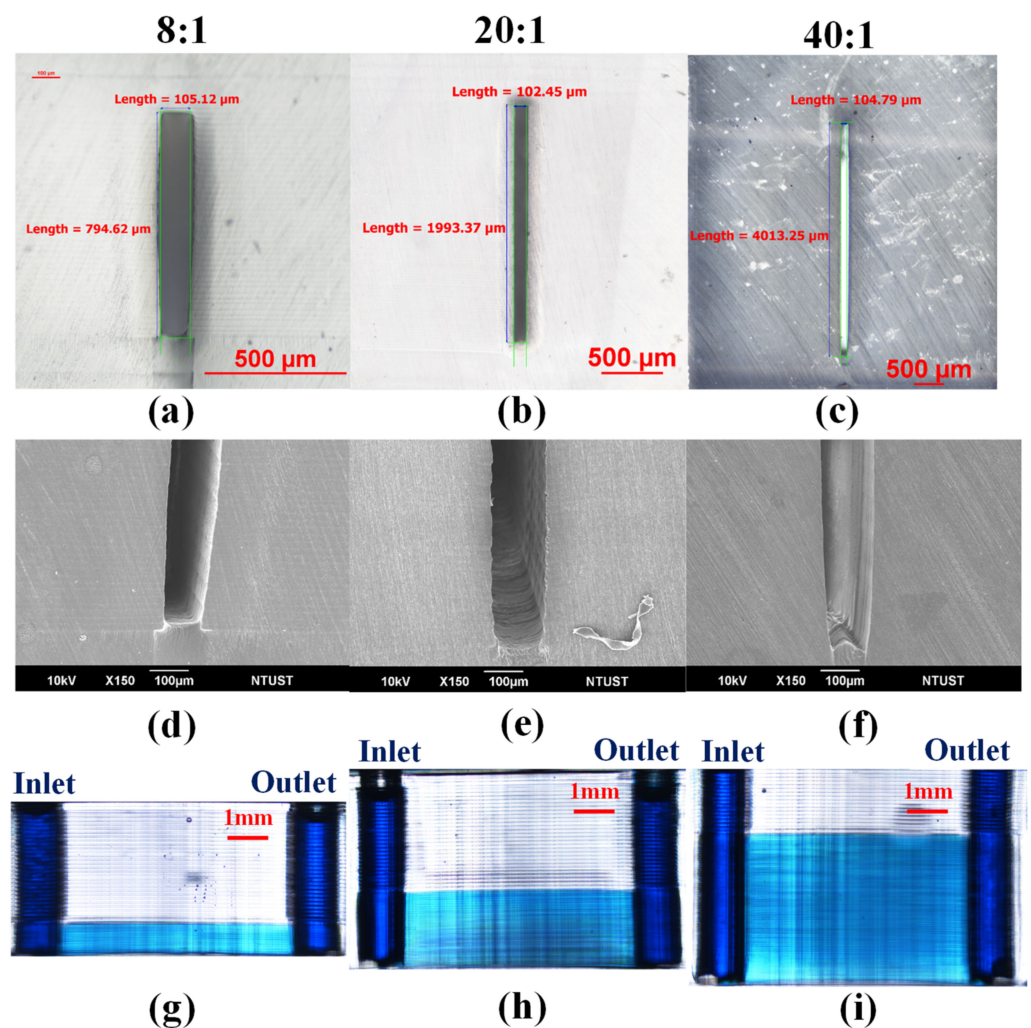 8:1
20:1
40:1
100 μm
Length = 105.12 μm
Length = 102.45 μm
Length = 104.79 μm
Length = 794.62 μm
Length = 1993.37 μm
Length = 4013.25 μm
500 μm
500 μm
500 μm
(a)
(b)
(c)
10kV X150 100μm NTUST
10kV X150 100μm NTUST
10kV X150 100μm NTUST
(d)
(e)
(f)
Inlet
Outlet
Inlet
Outlet
Inlet
Outlet
1mm
1mm
1mm
(g)
(h)
(i)